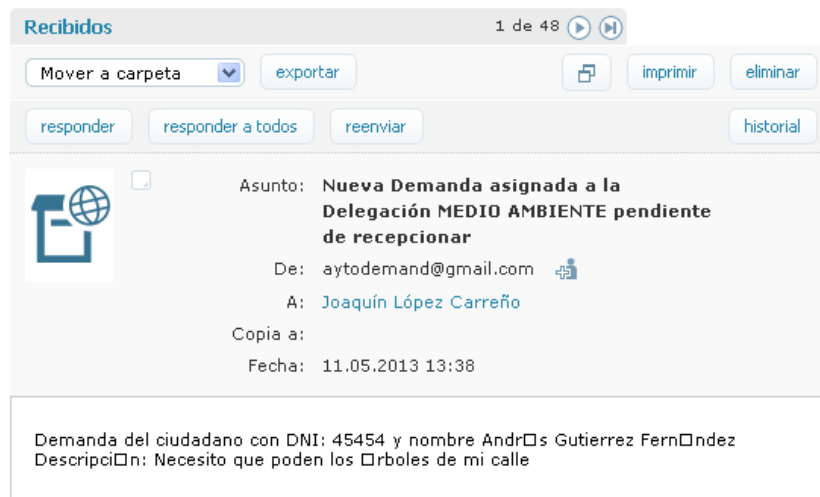 Recibidos 1 de 48
Mover a carpeta exportar imprimir eliminar
responder responder a todos reenviar historial
Asunto: Nueva Demanda asignada a la
Delegación MEDIO AMBIENTE pendiente
de recepcionar
De: aytodemand@gmail.com
A: Joaquín López Carreño
Copia a:
Fecha: 11.05.2013 13:38
Demanda del ciudadano con DNI: 45454 y nombre Andr□s Gutierrez Fern□ndez
Descripci□n: Necesito que poden los □rboles de mi calle